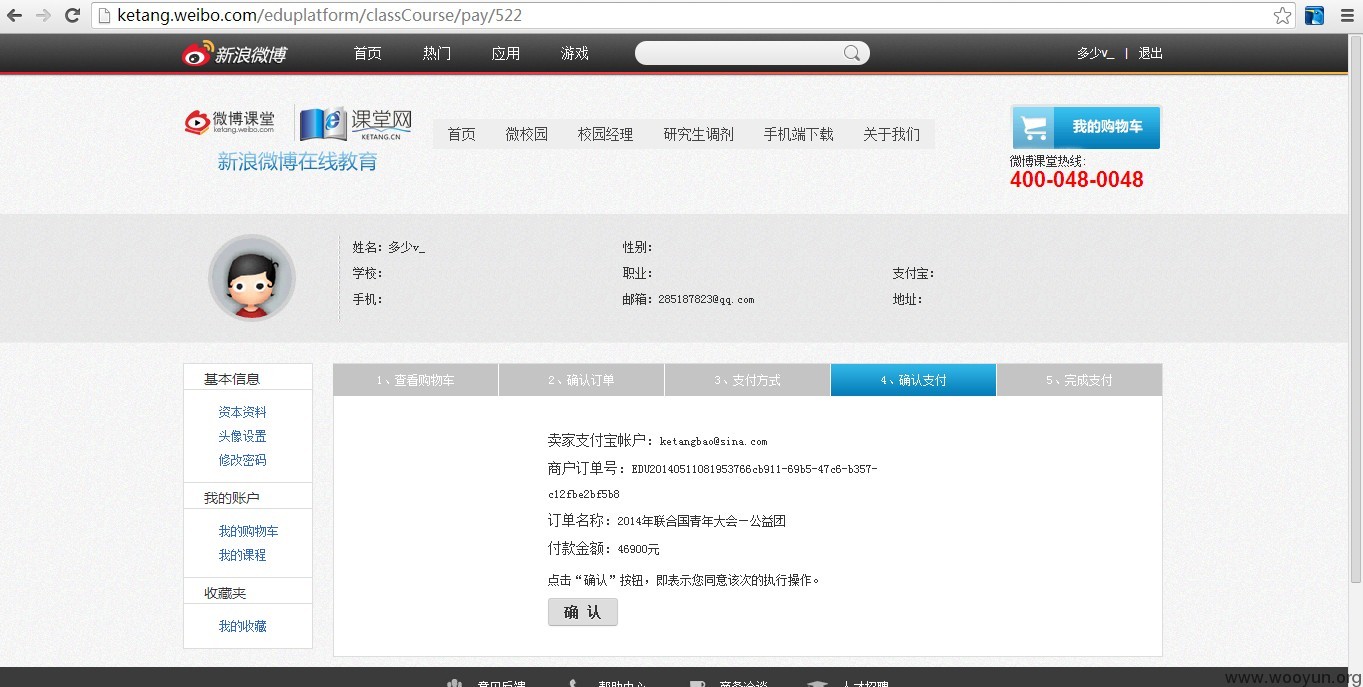 ketang.weibo.com/eduplatform/classCourse/pay/522
新浪微博 首页 热门 应用 游戏 多少v_ | 退出
微博课堂 ketang.weibo.com 课堂网 KETANG.CN
新浪微博在线教育
首页 微校园 校园经理 研究生调剂 手机端下载 关于我们
我的购物车
微博课堂热线:
400-048-0048
姓名: 多少v_ 性别:
学校: 职业: 支付宝:
手机: 邮箱: 285187823@qq.com 地址:
基本信息
资本资料
头像设置
修改密码
我的账户
我的购物车
我的课程
收藏夹
我的收藏
1、查看购物车 2、确认订单 3、支付方式 4、确认支付 5、完成支付
卖家支付宝帐户: ketangbao@sina.com
商户订单号: EDU20140511081953766cb911-69b5-47c6-b357-
c12fbe2bf5b8
订单名称: 2014年联合国青年大会—公益团
付款金额: 46900元
点击“确认”按钮，即表示您同意该次的执行操作。
确 认
意见反馈 帮助中心 商务洽谈 人才招聘
www.wooyun.org